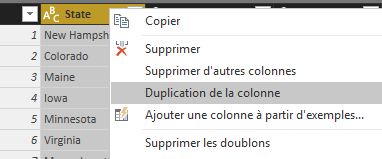 ABC State
Copier
1 New Hampsh
Supprimer
2 Colorado
Supprimer d'autres colonnes
3 Maine
4 Iowa
Duplication de la colonne
5 Minnesota
Ajouter une colonne à partir d'exemples...
6 Virginia
Supprimer les doublons